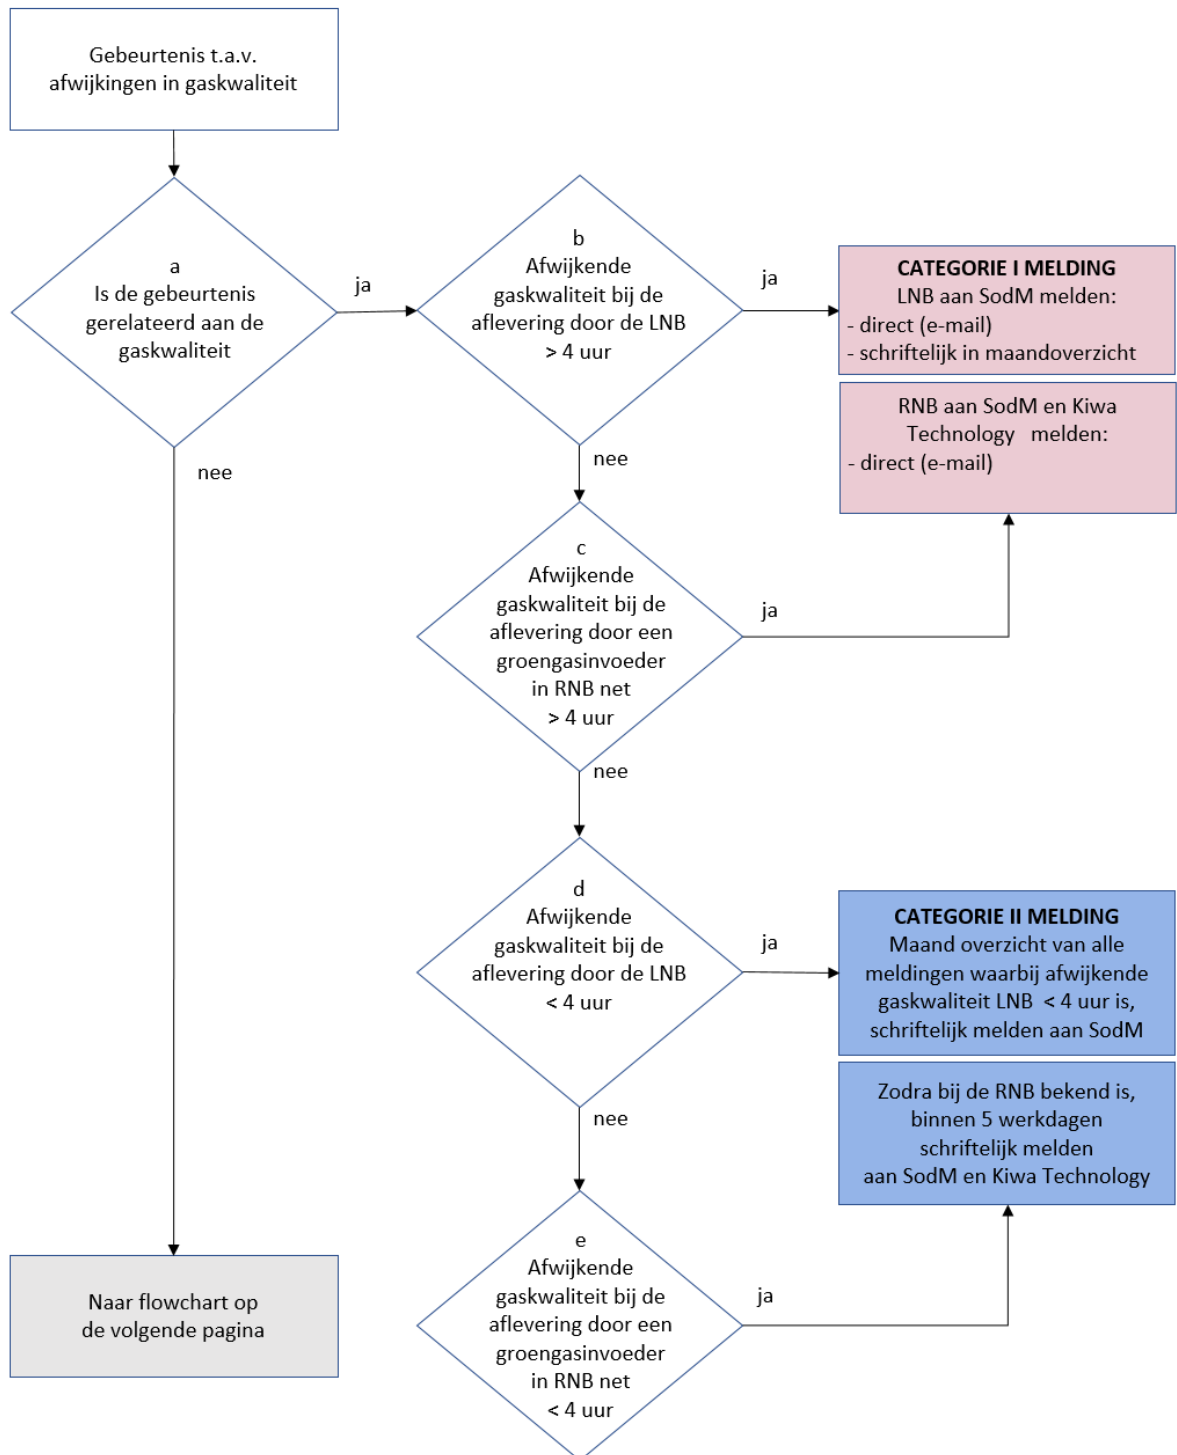 Gebeurtenis t.a.v.
afwijkingen in gaskwaliteit
a
Is de gebeurtenis
gerelateerd aan de
gaskwaliteit
ja
nee
b
Afwijkende
gaskwaliteit bij de
aflevering door de LNB
> 4 uur
ja
nee
CATEGORIE I MELDING
LNB aan SodM melden:
- direct (e-mail)
- schriftelijk in maandoverzicht
RNB aan SodM en Kiwa
Technology melden:
- direct (e-mail)
c
Afwijkende
gaskwaliteit bij de
aflevering door een
groengasinvoeder
in RNB net
> 4 uur
ja
nee
d
Afwijkende
gaskwaliteit bij de
aflevering door de LNB
< 4 uur
ja
nee
CATEGORIE II MELDING
Maand overzicht van alle
meldingen waarbij afwijkende
gaskwaliteit LNB < 4 uur is,
schriftelijk melden aan SodM
Zodra bij de RNB bekend is,
binnen 5 werkdagen
schriftelijk melden
aan SodM en Kiwa Technology
e
Afwijkende
gaskwaliteit bij de
aflevering door een
groengasinvoeder
in RNB net
< 4 uur
ja
Naar flowchart op
de volgende pagina